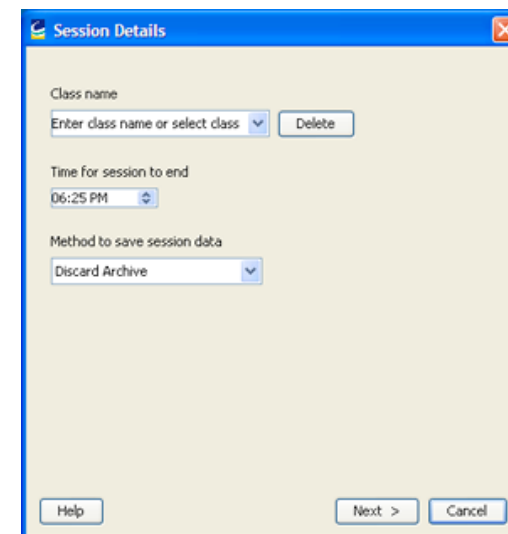 Session Details
Class name
Enter class name or select class Delete
Time for session to end
06:25 PM
Method to save session data
Discard Archive
Help Next > Cancel